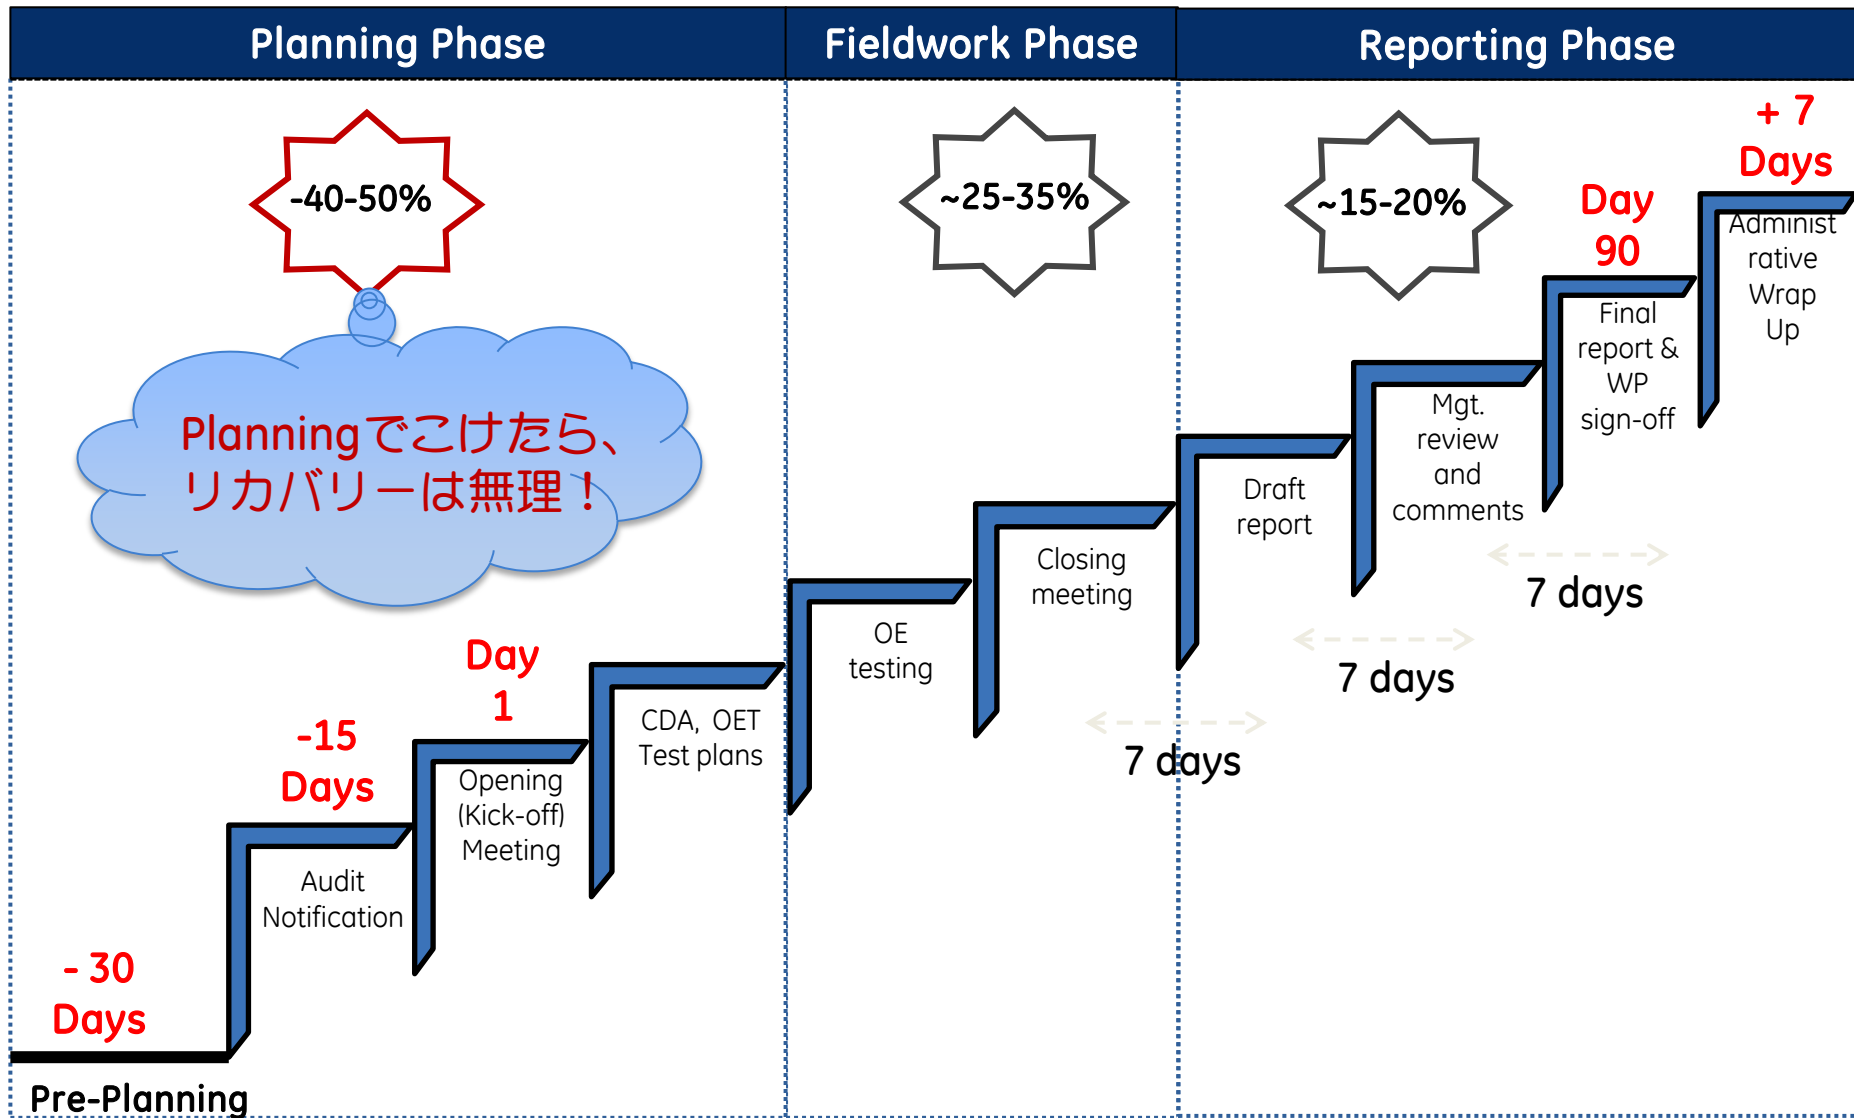 Planning Phase
Fieldwork Phase
Reporting Phase
-40-50%
~25-35%
~15-20%
Planningでこけたら、
リカバリーは無理！
- 30
Days
Pre-Planning
-15
Days
Audit
Notification
Day
1
Opening
(Kick-off)
Meeting
CDA, OET
Test plans
OE
testing
Closing
meeting
7 days
Draft
report
7 days
Mgt.
review
and
comments
7 days
Day
90
Final
report &
WP
sign-off
+ 7
Days
Administ
rative
Wrap
Up